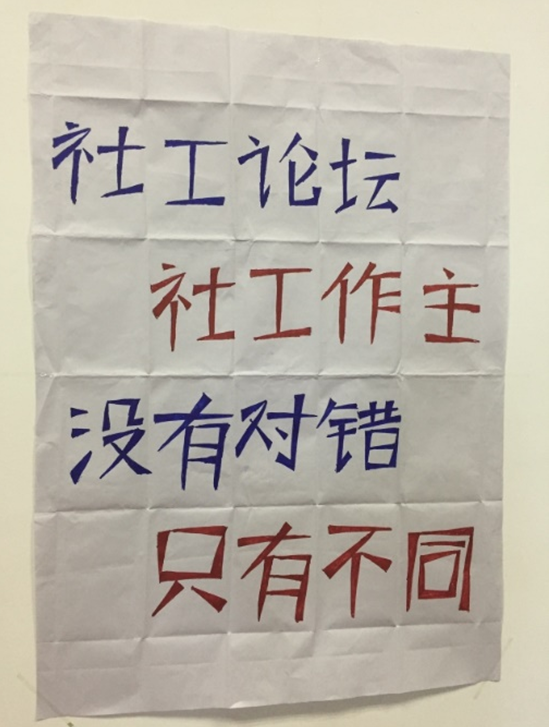 社工论坛
社工作主
没有对错
只有不同